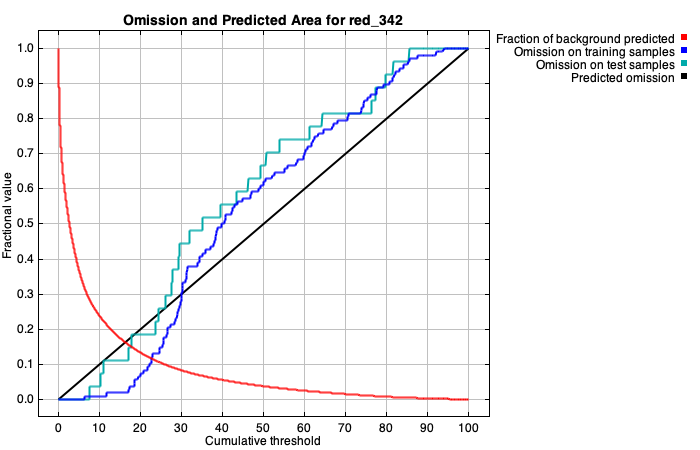 Omission and Predicted Area for red_342
Fraction of background predicted
Omission on training samples
Omission on test samples
Predicted omission
Fractional value
1.0
0.9
0.8
0.7
0.6
0.5
0.4
0.3
0.2
0.1
0.0
0 10 20 30 40 50 60 70 80 90 100
Cumulative threshold